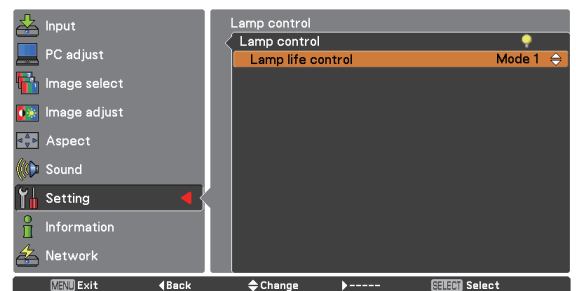 Input
PC adjust
Image select
Image adjust
Aspect
Sound
Setting
Information
Network
Lamp control
Lamp control
Lamp life control Mode 1
MENU Exit Back Change ----- SELECT Select